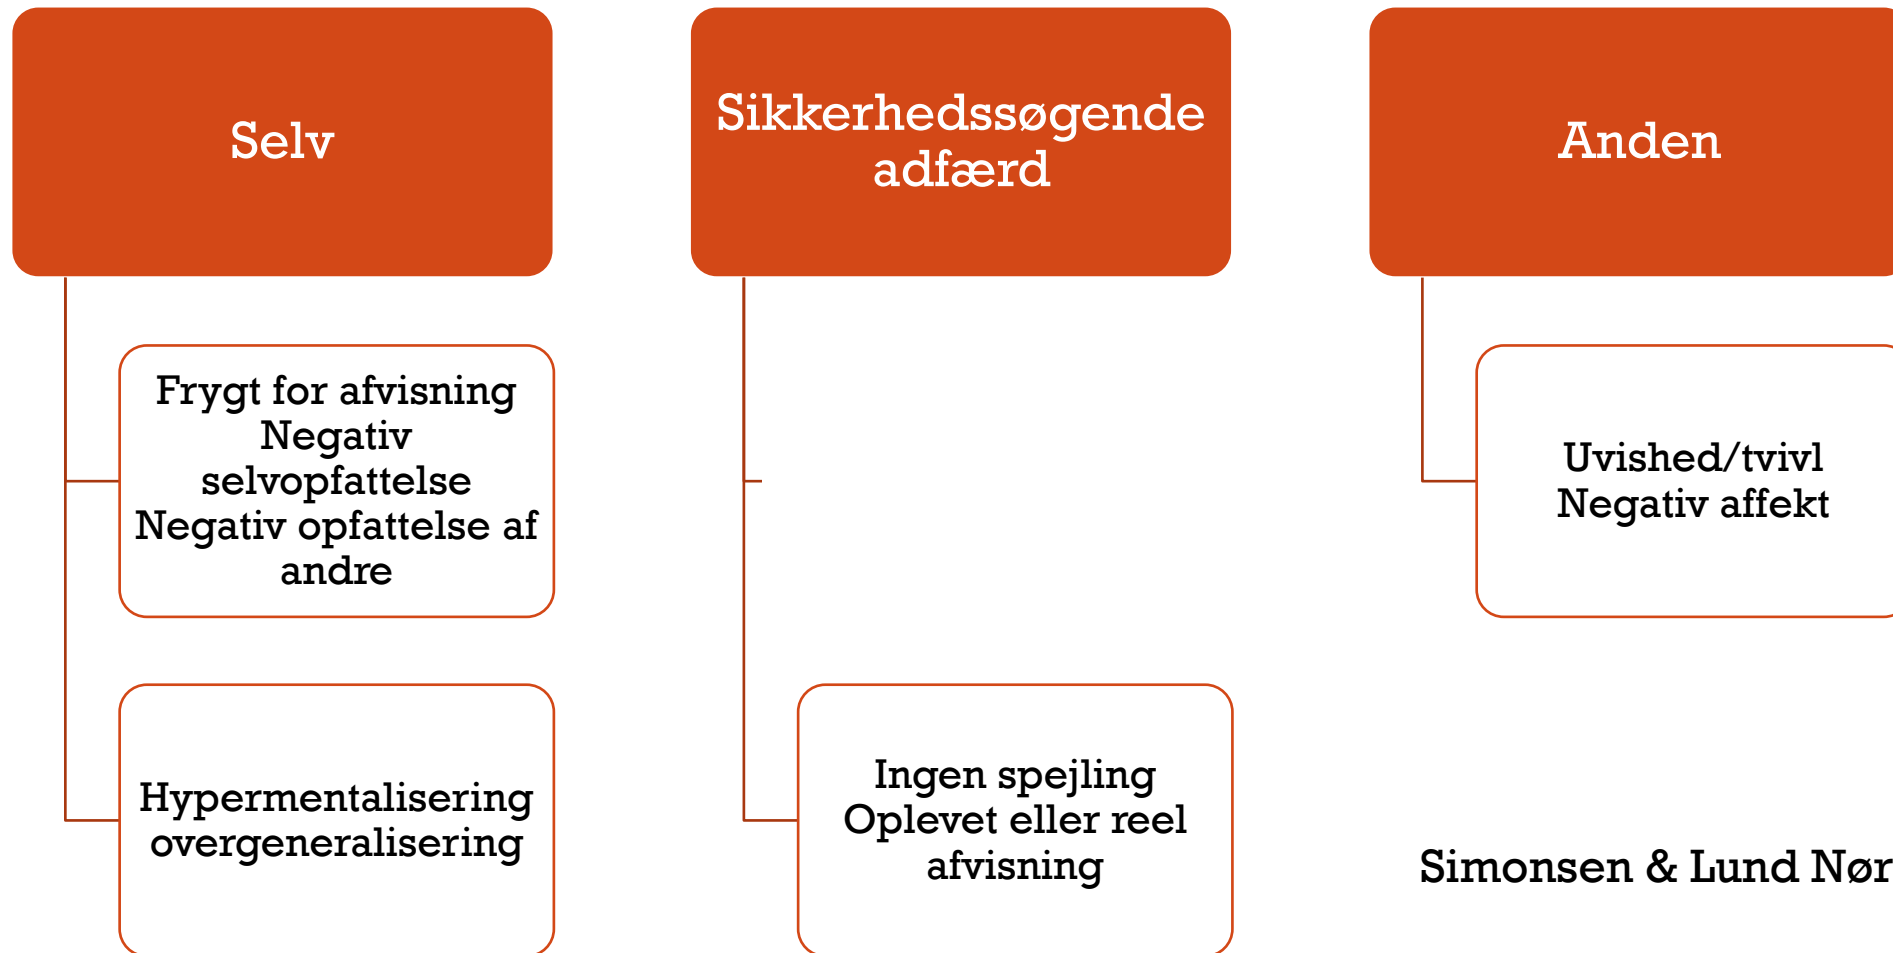 Selv
Frygt for afvisning
Negativ
selvopfattelse
Negativ opfattelse af
andre
Hypermentalisering
overgeneralisering
Sikkerhedssøgende
adfærd
Ingen spejling
Oplevet eller reel
afvisning
Anden
Uvished/tvivl
Negativ affekt
Simonsen & Lund Nør